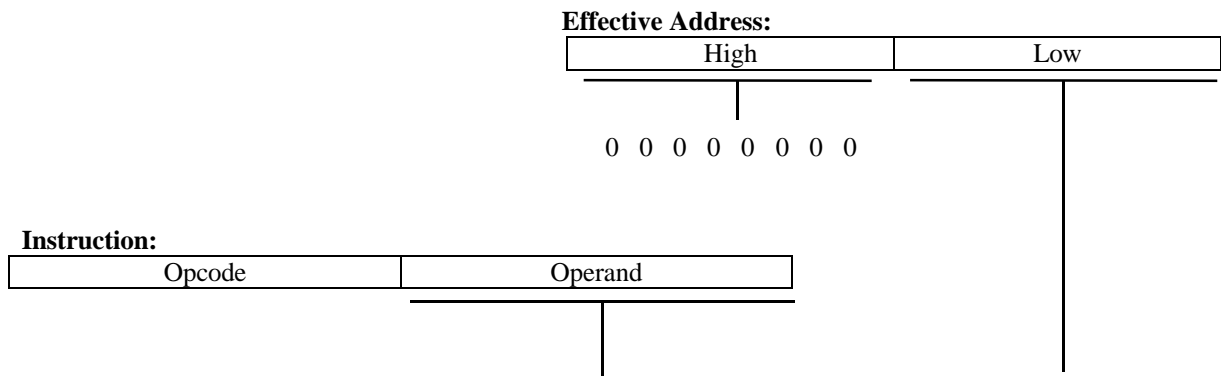 Effective Address:
High Low
0 0 0 0 0 0 0 0
Instruction:
Opcode Operand